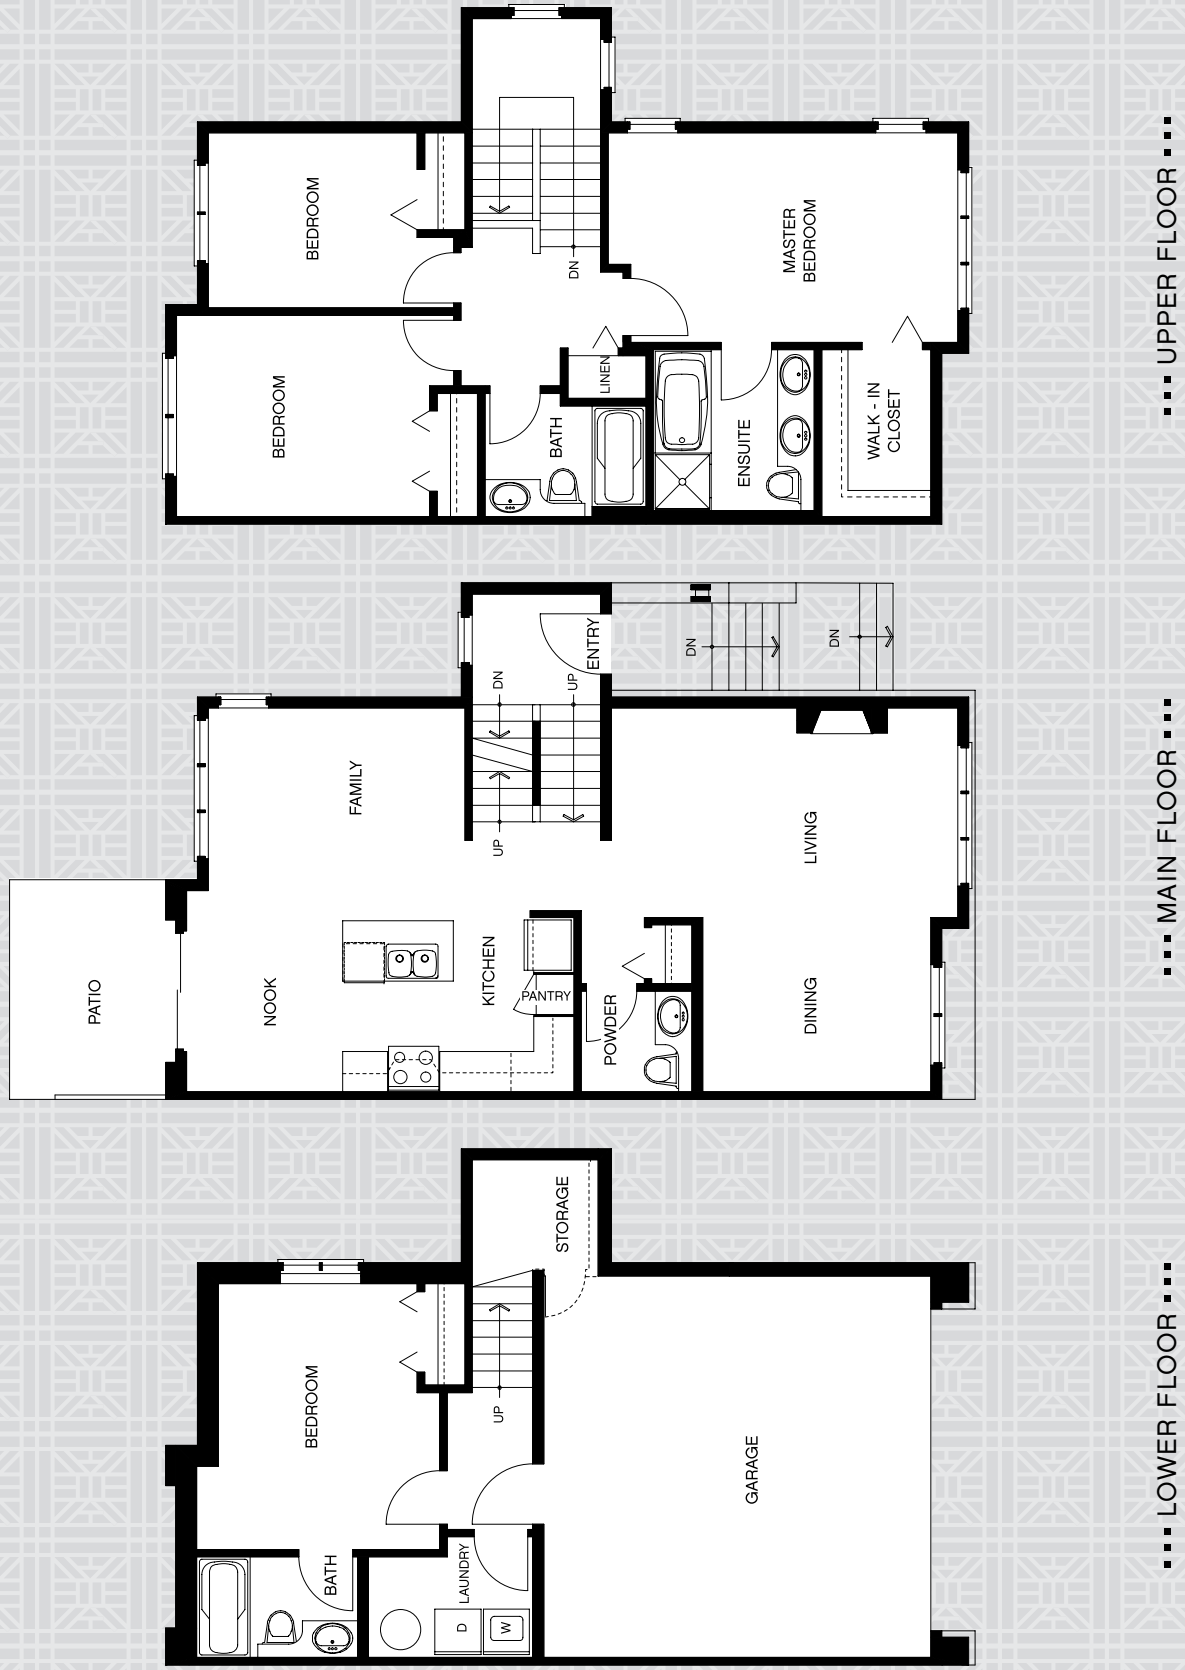 UPPER FLOOR
BEDROOM
BEDROOM
DN
MASTER
BEDROOM
LINEN
BATH
ENSUITE
WALK - IN
CLOSET
MAIN FLOOR
ENTRY
DN
UP
DN
DN
FAMILY
UP
LIVING
PATIO
NOOK
KITCHEN
PANTRY
POWDER
DINING
LOWER FLOOR
STORAGE
BEDROOM
UP
GARAGE
BATH
LAUNDRY
D
W